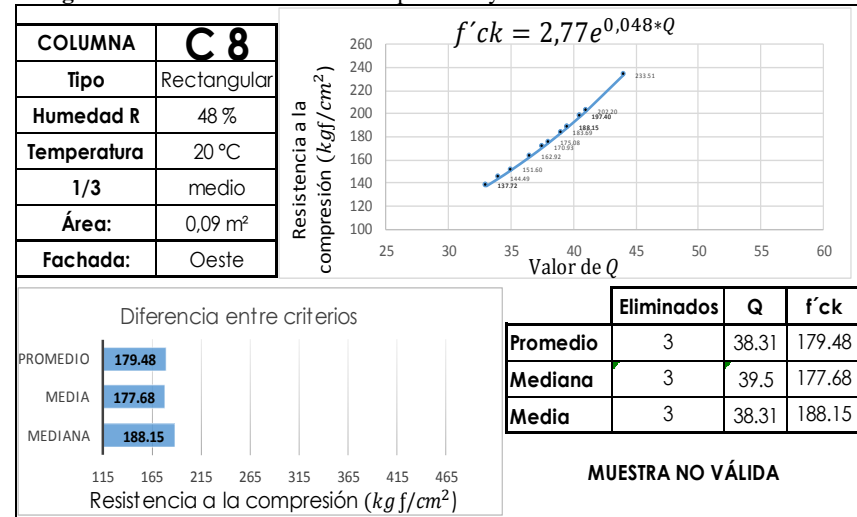 COLUMNA C 8
Tipo Rectangular
Humedad R 48 %
Temperatura 20 °C
1/3 medio
Área: 0,09 m²
Fachada: Oeste
f´ck = 2,77e^0,048*Q
Resistencia a la
compresión (kgf/cm²)
260
240
220
200
180
160
140
120
100
233.51
202.20
197.40
188.15
183.69
175.08
170.93
162.92
151.60
144.49
137.72
25 30 35 40 45 50 55 60
Valor de Q
Diferencia entre criterios
PROMEDIO 179.48
MEDIA 177.68
MEDIANA 188.15
115 165 215 265 315 365 415 465
Resistencia a la compresión (kg f/cm²)
Eliminados Q f´ck
Promedio 3 38.31 179.48
Mediana 3 39.5 177.68
Media 3 38.31 188.15
MUESTRA NO VÁLIDA